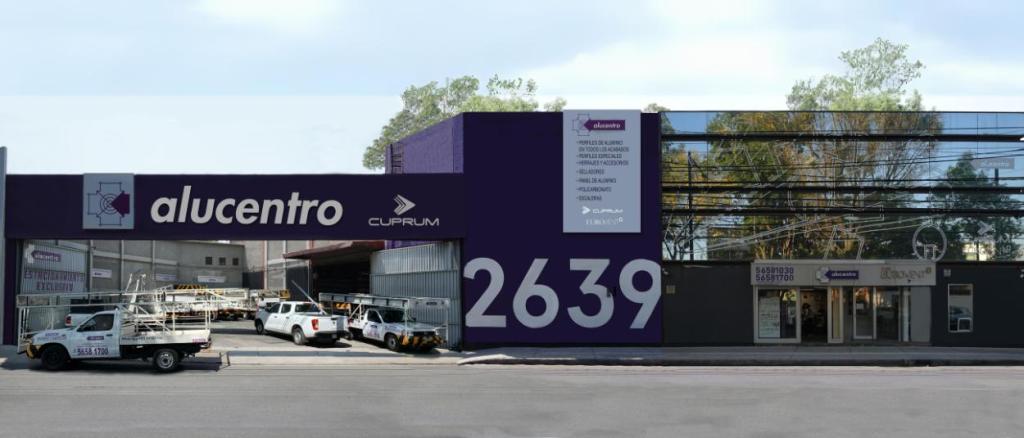 alucentro
CUPRUM
alucentro
• PERFILES DE ALUMINIO
EN TODOS LOS ACABADOS
• PERFILES ESPECIALES
• HERRAJES Y ACCESORIOS
• SELLADORES
• PANEL DE ALUMINIO
• POLICARBONATO
• ESCALERAS
CUPRUM
2639
alucentro
ESTACIONAMIENTO
EXCLUSIVO
5658 1700
56581030
56581700
alucentro